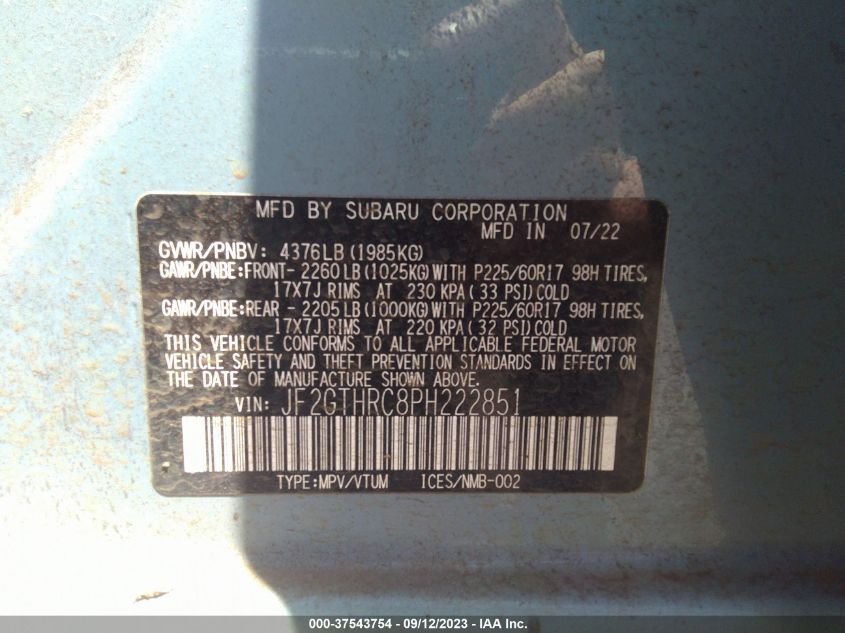 MFD BY SUBARU CORPORATION
MFD IN 07/22
GVWR/PNBV: 4376LB (1985KG)
GAWR/PNBE:FRONT- 2260 LB (1025KG) WITH P225/60R17 98H TIRES,
17X7J RIMS AT 230 KPA ( 33 PSI) COLD
GAWR/PNBE:REAR - 2205 LB (1000KG) WITH P225/60R17 98H TIRES,
17X7J RIMS AT 220 KPA ( 32 PSI) COLD
THIS VEHICLE CONFORMS TO ALL APPLICABLE FEDERAL MOTOR
VEHICLE SAFETY AND THEFT PREVENTION STANDARDS IN EFFECT ON
THE DATE OF MANUFACTURE SHOWN ABOVE.
VIN: JF2GTHRC8PH222851
TYPE:MPV/VTUM ICES/NMB-002
000-37543754 - 09/12/2023 - IAA Inc.